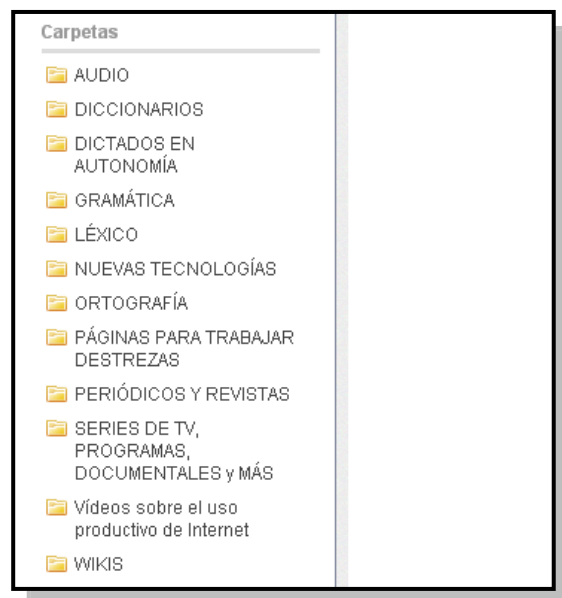 Carpetas
AUDIO
DICCIONARIOS
DICTADOS EN
AUTONOMÍA
GRAMÁTICA
LÉXICO
NUEVAS TECNOLOGÍAS
ORTOGRAFÍA
PÁGINAS PARA TRABAJAR
DESTREZAS
PERIÓDICOS Y REVISTAS
SERIES DE TV,
PROGRAMAS,
DOCUMENTALES y MÁS
Vídeos sobre el uso
productivo de Internet
WIKIS